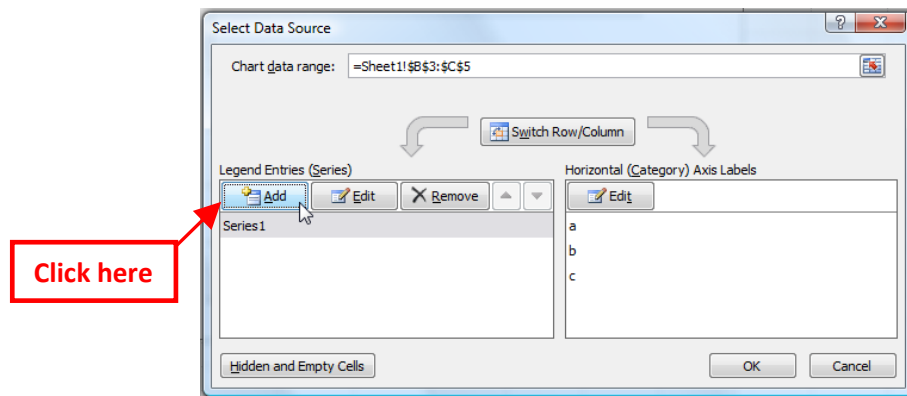 Select Data Source
Chart data range: =Sheet1!$B$3:$C$5
Switch Row/Column
Legend Entries (Series)
Add Edit Remove
Series1
Horizontal (Category) Axis Labels
Edit
a
b
c
Click here
Hidden and Empty Cells
OK Cancel